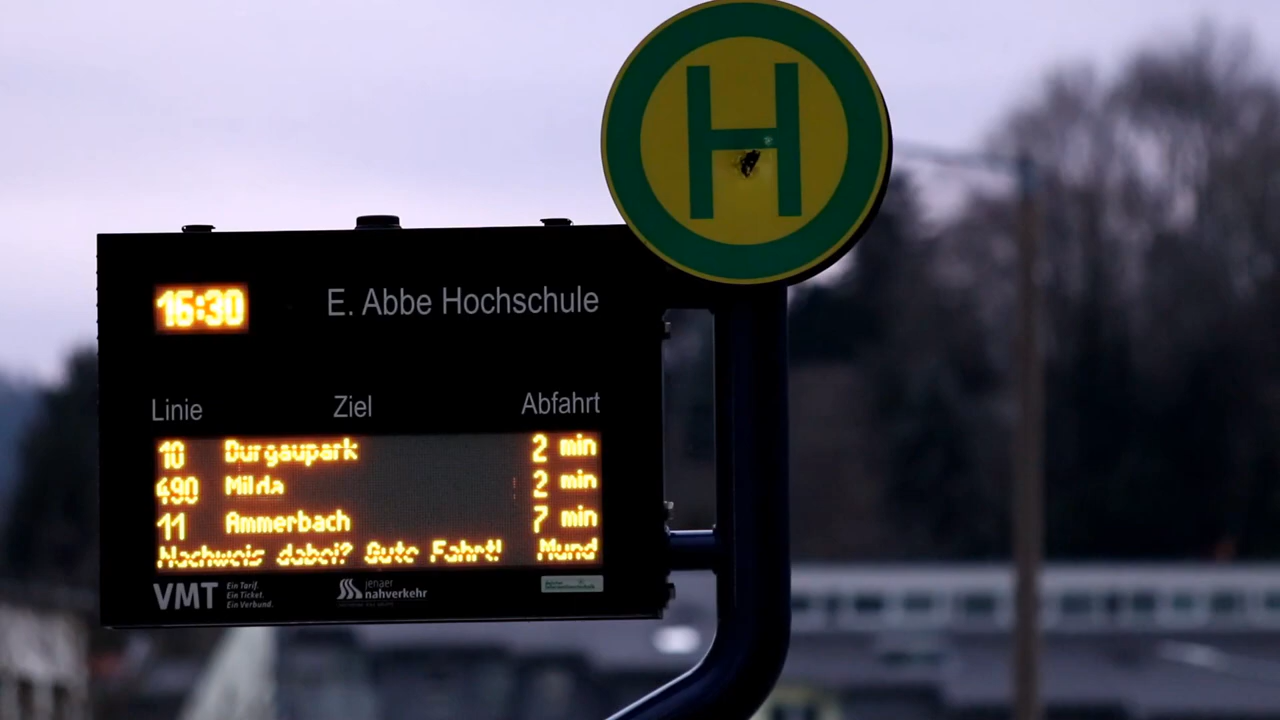 H
16:30
E. Abbe Hochschule
Linie Ziel Abfahrt
10 Burgaupark 2 min
490 Milda 2 min
11 Ammerbach 7 min
Nachweis dabei? Gute Fahrt! Mund
VMT Ein Tarif. Ein Ticket. Ein Verbund.
jenaer nahverkehr